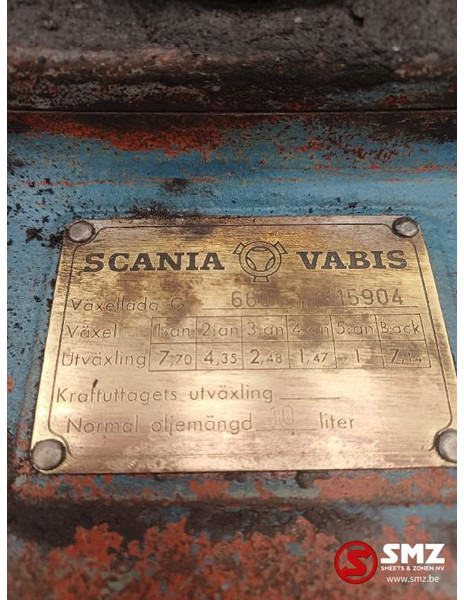 SCANIA VABIS
Växellåda G 660 15904
Växel 1:an 2:an 3:an 4:an 5:an Back
Utväxling 7,70 4,35 2,48 1,47 1 7,14
Kraftuttagets utväxling
Normal oljemängd 10 liter
SMZ
SMEETS & ZONEN NV
www.smz.be